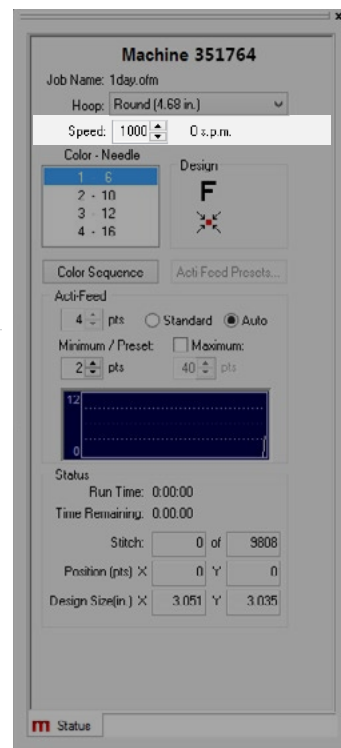 x
Machine 351764
Job Name: 1day.ofm
Hoop: Round (4.68 in.)
Speed: 1000 0 s.p.m.
Color - Needle
Design
1 - 6
2 - 10
3 - 12
4 - 16
F
Color Sequence Acti Feed Presets...
Acti-Feed
4 pts Standard Auto
Minimum / Preset: Maximum:
2 pts 40 pts
12
0
Status
Run Time: 0:00:00
Time Remaining: 0:00:00
Stitch: 0 of 9808
Position (pts) X 0 Y 0
Design Size(in.) X 3.051 Y 3.035
m Status